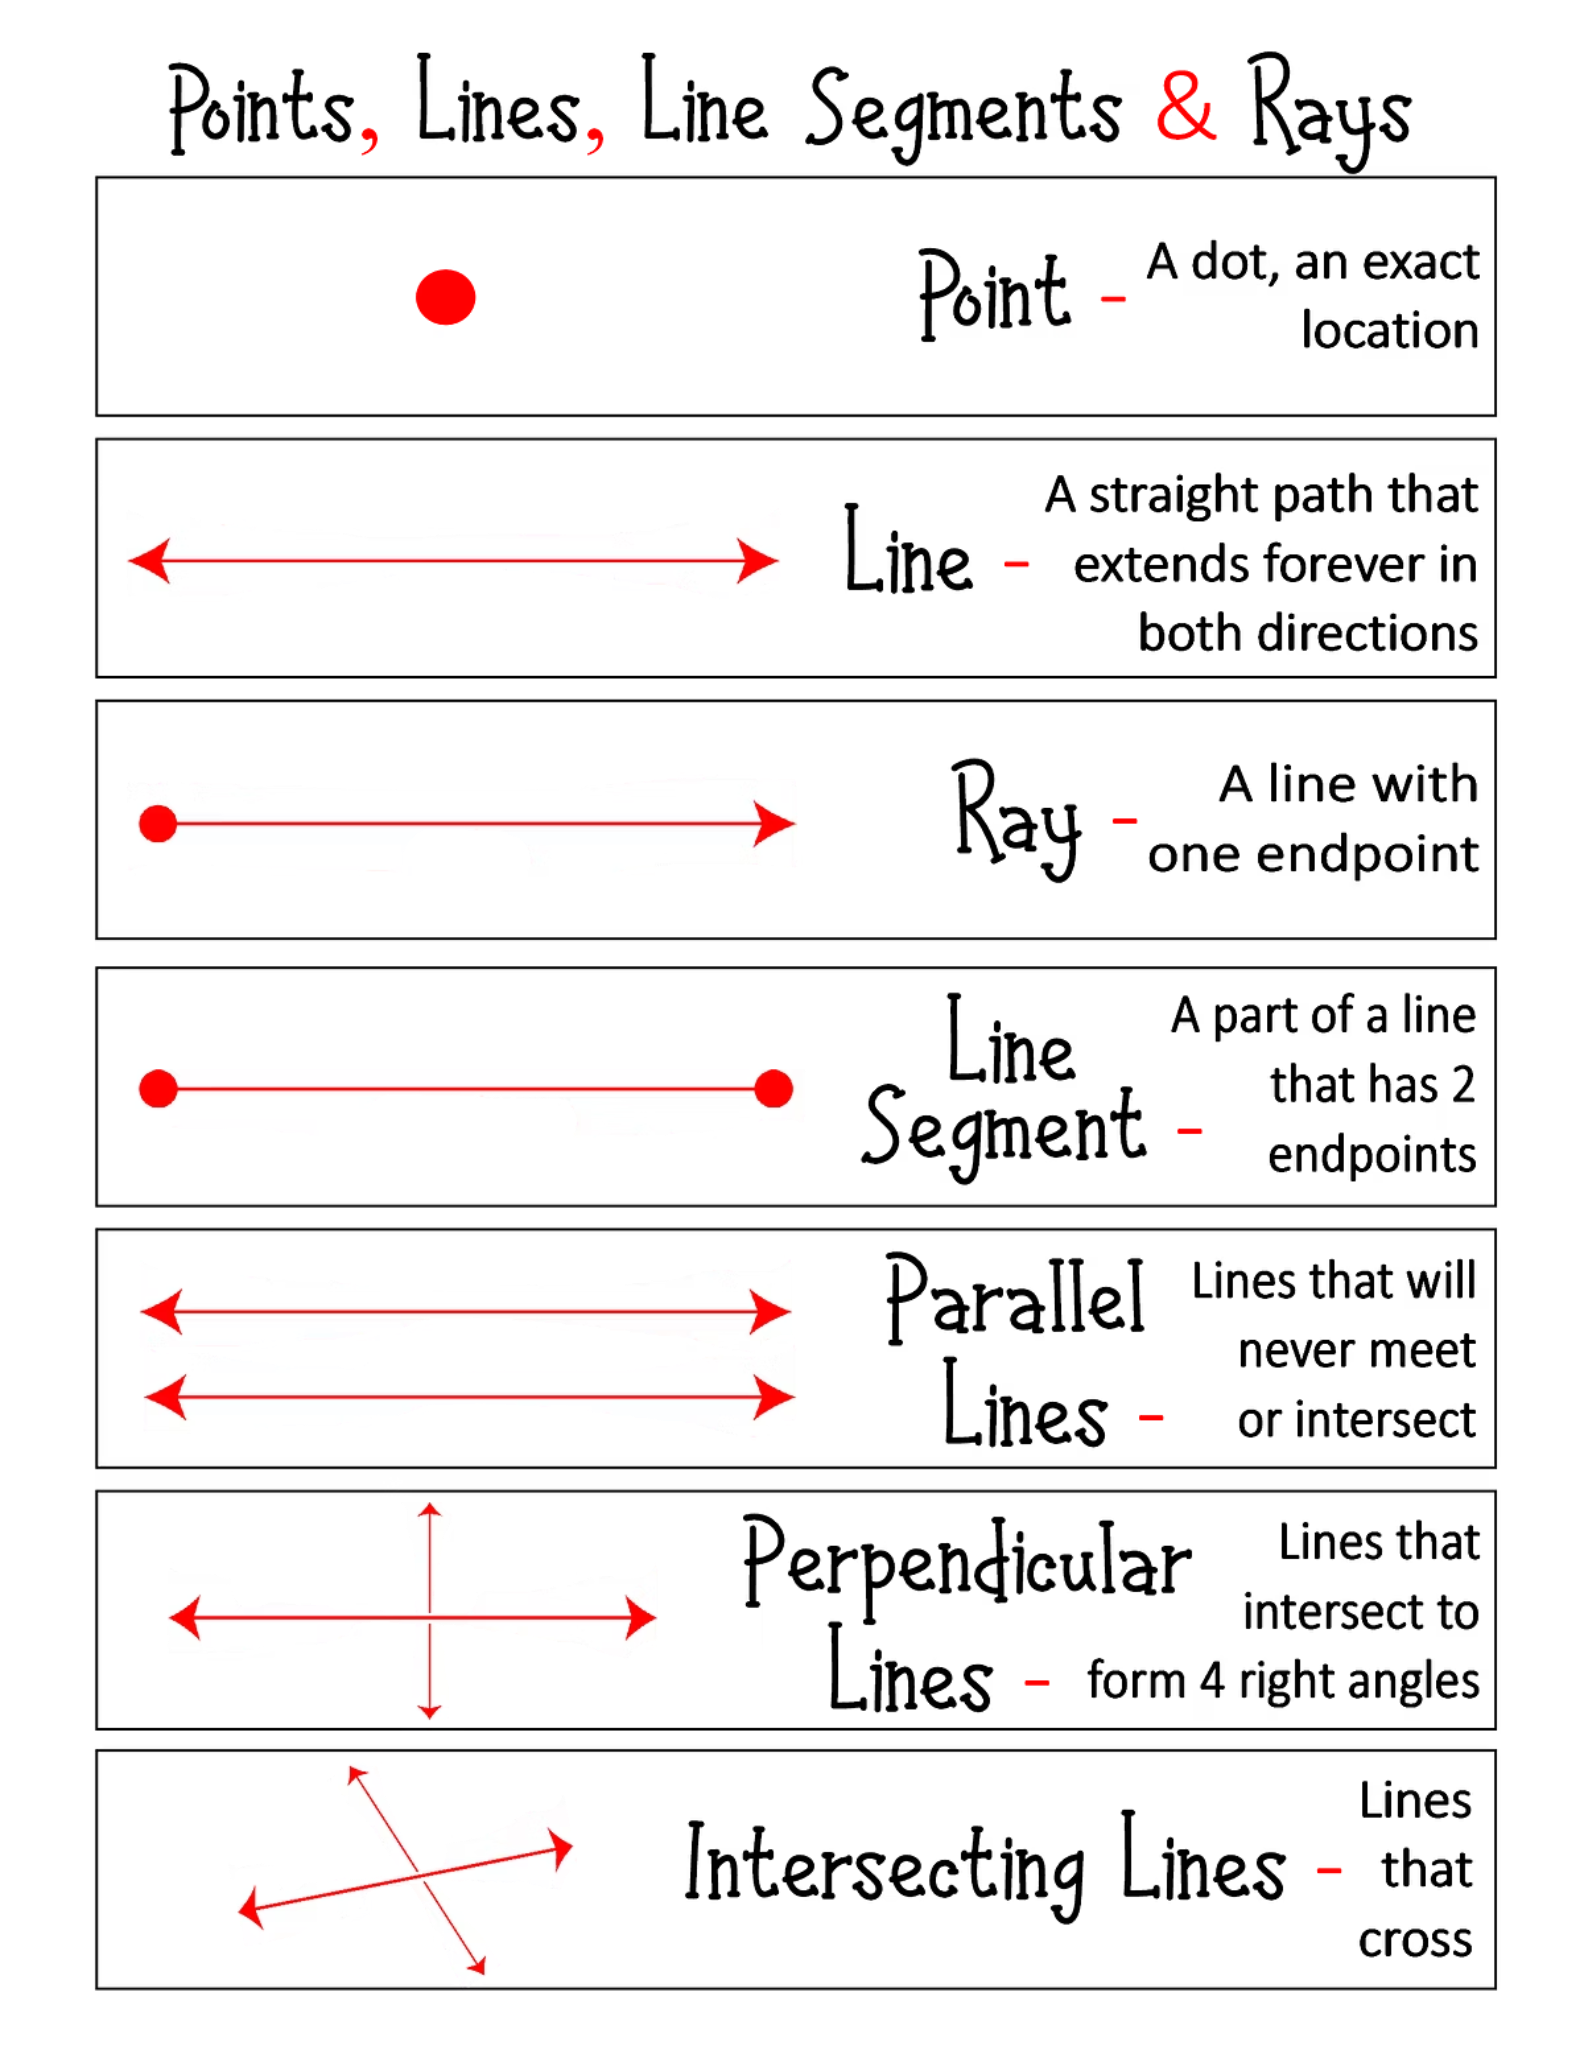 Points, Lines, Line Segments & Rays
Point - A dot, an exact
location
Line - A straight path that
extends forever in
both directions
Ray - A line with
one endpoint
Line
Segment - A part of a line
that has 2
endpoints
Parallel
Lines - Lines that will
never meet
or intersect
Perpendicular
Lines - Lines that
intersect to
form 4 right angles
Intersecting Lines - Lines
that
cross